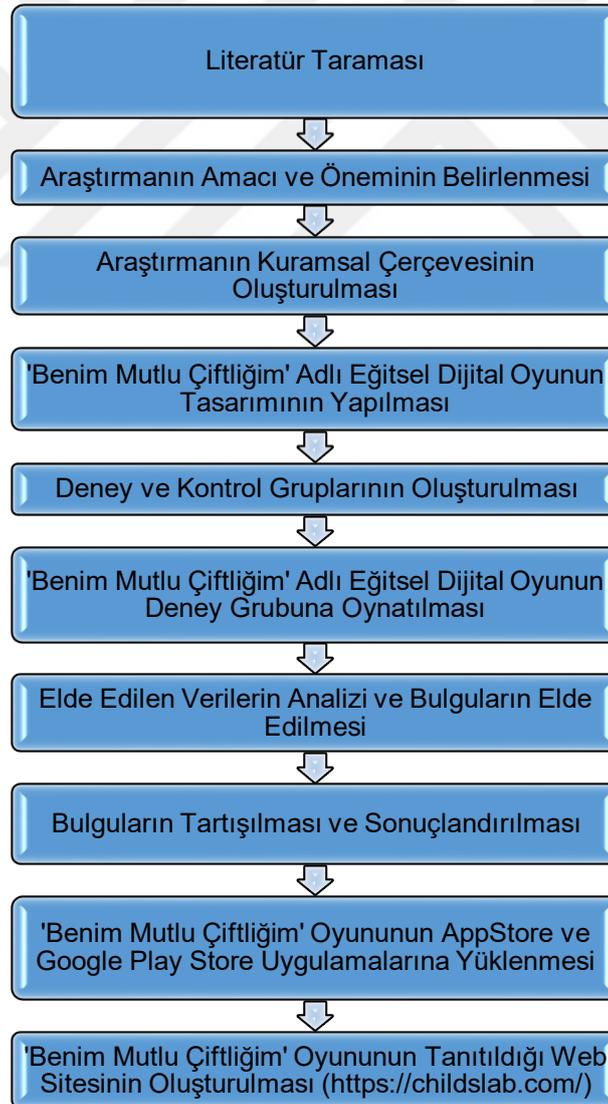 Literatür Taraması
Araştırmanın Amacı ve Öneminin Belirlenmesi
Araştırmanın Kuramsal Çerçevesinin
Oluşturulması
'Benim Mutlu Çiftliğim' Adlı Eğitsel Dijital Oyunun
Tasarımının Yapılması
Deney ve Kontrol Gruplarının Oluşturulması
'Benim Mutlu Çiftliğim' Adlı Eğitsel Dijital Oyunun
Deney Grubuna Oynatılması
Elde Edilen Verilerin Analizi ve Bulguların Elde
Edilmesi
Bulguların Tartışılması ve Sonuçlandırılması
'Benim Mutlu Çiftliğim' Oyununun AppStore ve
Google Play Store Uygulamalarına Yüklenmesi
'Benim Mutlu Çiftliğim' Oyununun Tanıtıldığı Web
Sitesinin Oluşturulması (https://childslab.com/)